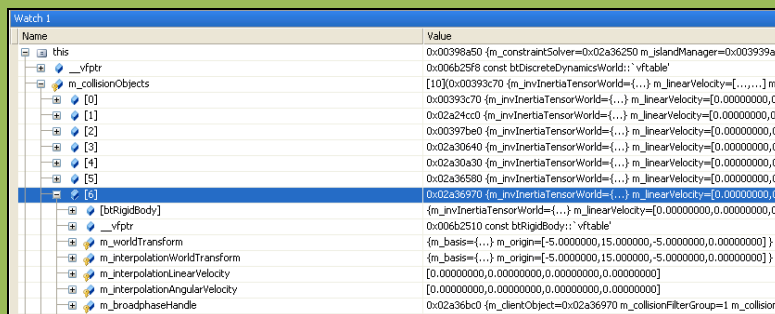 Watch 1
Name Value
this 0x00398a50 {m_constraintSolver=0x02a36250 m_islandManager=0x003939a
__vfptr 0x006b25f8 const btDiscreteDynamicsWorld::`vftable'
m_collisionObjects [10](0x00393c70 {m_invInertiaTensorWorld={...} m_linearVelocity=[...,...] m
[0] 0x00393c70 {m_invInertiaTensorWorld={...} m_linearVelocity=[0.00000000,0
[1] 0x02a24cc0 {m_invInertiaTensorWorld={...} m_linearVelocity=[0.00000000,0
[2] 0x00397be0 {m_invInertiaTensorWorld={...} m_linearVelocity=[0.00000000,0
[3] 0x02a30640 {m_invInertiaTensorWorld={...} m_linearVelocity=[0.00000000,0
[4] 0x02a30a30 {m_invInertiaTensorWorld={...} m_linearVelocity=[0.00000000,0
[5] 0x02a36580 {m_invInertiaTensorWorld={...} m_linearVelocity=[0.00000000,0
[6] 0x02a36970 {m_invInertiaTensorWorld={...} m_linearVelocity=[0.00000000,0
[btRigidBody] {m_invInertiaTensorWorld={...} m_linearVelocity=[0.00000000,0.00000000,0
__vfptr 0x006b2510 const btRigidBody::`vftable'
m_worldTransform {m_basis={...} m_origin=[-5.0000000,15.000000,-5.0000000,0.00000000] }
m_interpolationWorldTransform {m_basis={...} m_origin=[-5.0000000,15.000000,-5.0000000,0.00000000] }
m_interpolationLinearVelocity [0.00000000,0.00000000,0.00000000,0.00000000]
m_interpolationAngularVelocity [0.00000000,0.00000000,0.00000000,0.00000000]
m_broadphaseHandle 0x02a36bc0 {m_clientObject=0x02a36970 m_collisionFilterGroup=1 m_collision